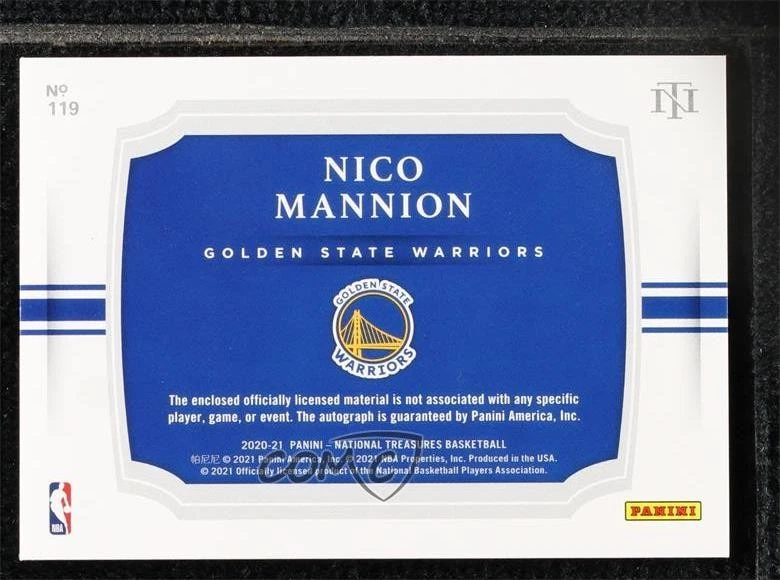 Nº
119
NT
NICO
MANNION
GOLDEN STATE WARRIORS
GOLDEN STATE
WARRIORS
The enclosed officially licensed material is not associated with any specific
player, game, or event. The autograph is guaranteed by Panini America, Inc.
2020-21 PANINI – NATIONAL TREASURES BASKETBALL
帕尼尼 © 2021 Panini America, Inc. © 2021 NBA Properties, Inc. Produced in the USA.
© 2021 Officially licensed product of the National Basketball Players Association.
COMC
NBA
PANINI